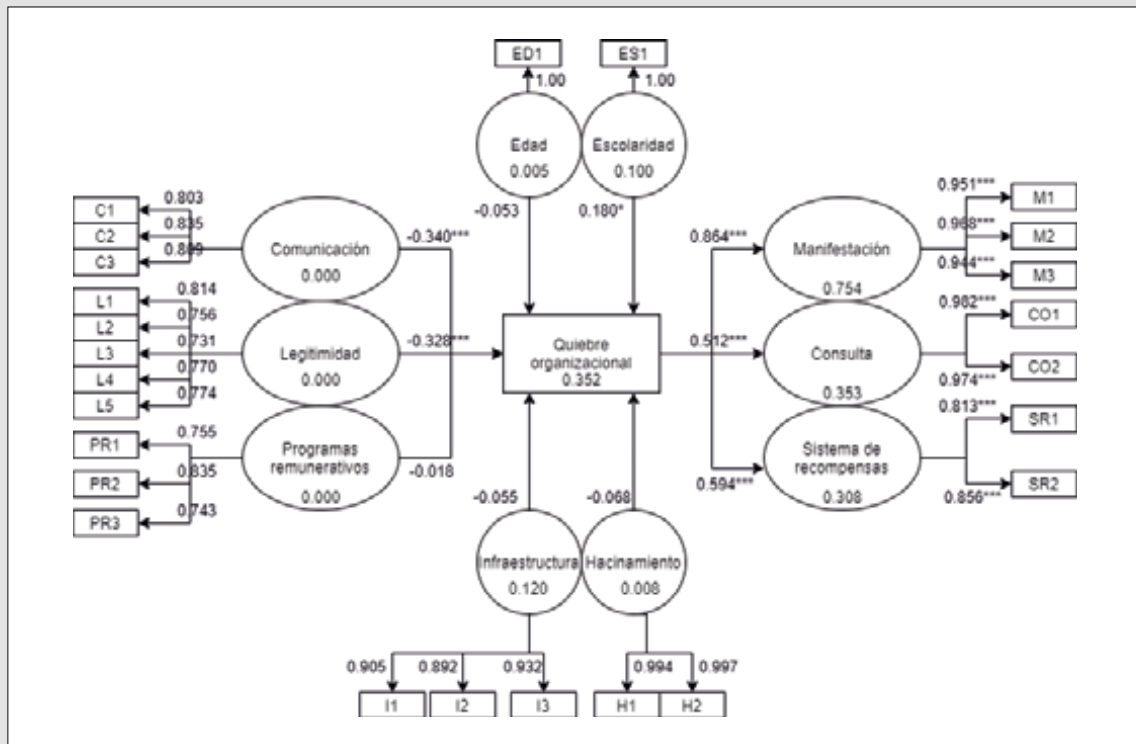 ED1
ES1
1.00
1.00
Edad
0.005
Escolaridad
0.100
-0.053
0.180*
0.803
C1
0.835
C2
0.809
C3
Comunicación
0.000
-0.340***
0.814
L1
0.756
L2
0.731
L3
0.770
L4
0.774
L5
Legitimidad
0.000
-0.328***
0.755
PR1
0.835
PR2
0.743
PR3
Programas
remunerativos
0.000
-0.018
Quiebre
organizacional
0.352
0.864***
Manifestación
0.754
0.951***
M1
0.968***
M2
0.944***
M3
0.512***
Consulta
0.353
0.982***
CO1
CO2
0.974***
0.594***
Sistema de
recompensas
0.308
0.813***
SR1
SR2
0.856***
-0.055
-0.068
Infraestructura
0.120
Hacinamiento
0.008
0.905
0.892
0.932
0.994
0.997
I1
I2
I3
H1
H2